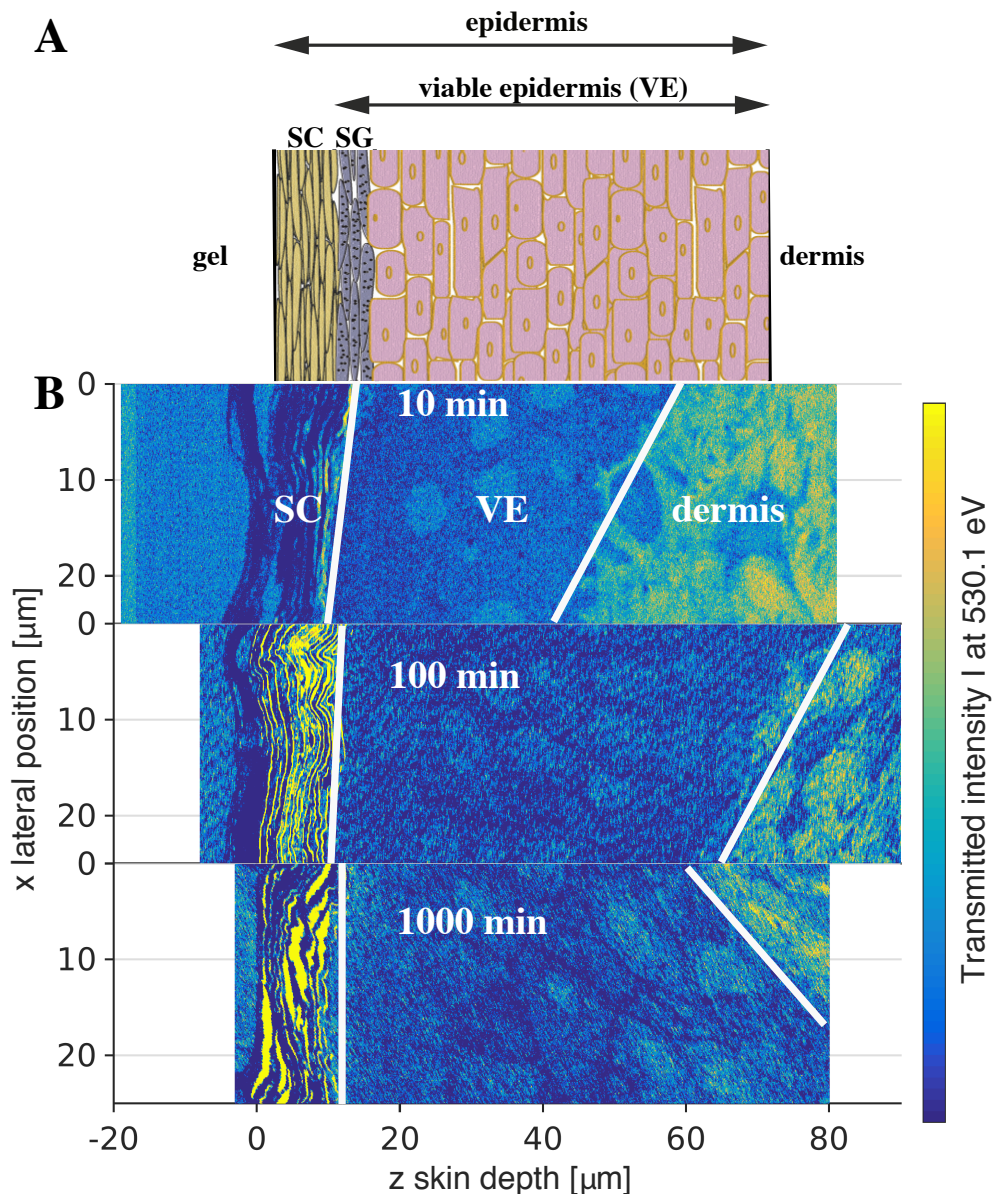 A
epidermis
viable epidermis (VE)
SC SG
gel
dermis
B
0
10 min
10
SC VE dermis
20
0
100 min
10
20
0
1000 min
10
20
-20 0 20 40 60 80
z skin depth [µm]
x lateral position [µm]
Transmitted intensity I at 530.1 eV